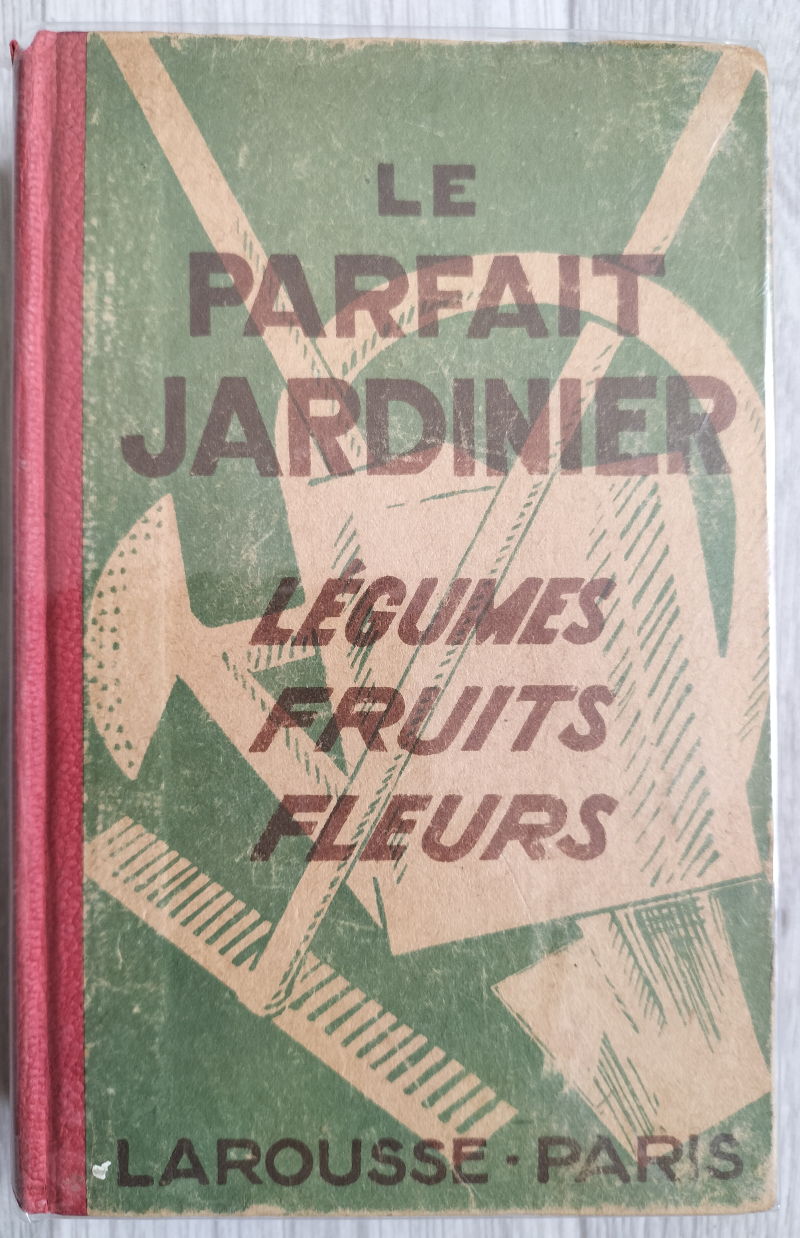 LE
PARFAIT
JARDINIER
LÉGUMES
FRUITS
FLEURS
LAROUSSE · PARIS